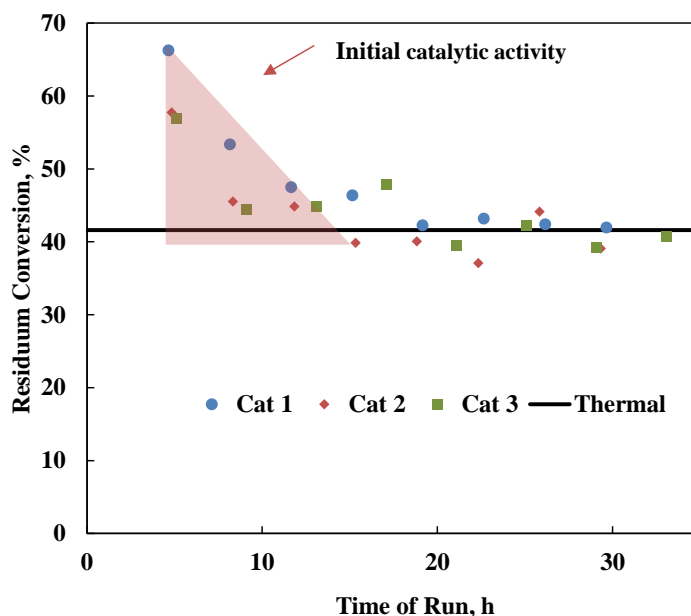 70
60
50
40
30
20
10
0
Residuum Conversion, %
Initial catalytic activity
Cat 1 Cat 2 Cat 3 Thermal
0 10 20 30
Time of Run, h